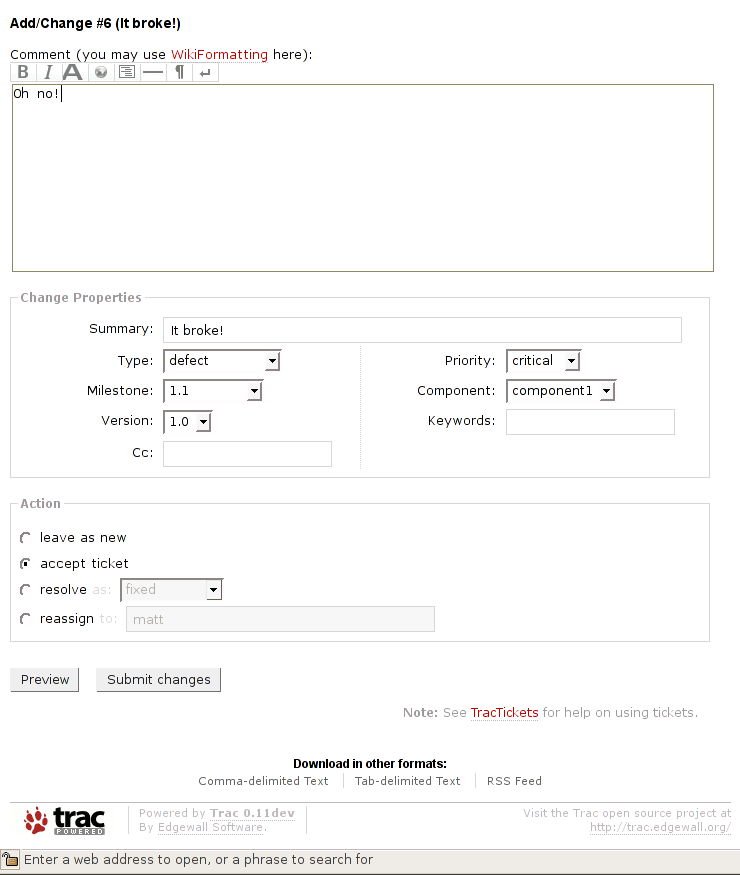 Add/Change #6 (It broke!)
Comment (you may use WikiFormatting here):
B I A ¶ ↵
Oh no!
Change Properties
Summary: It broke!
Type: defect Priority: critical
Milestone: 1.1 Component: component1
Version: 1.0 Keywords:
Cc:
Action
leave as new
accept ticket
resolve as: fixed
reassign to: matt
Preview Submit changes
Note: See TracTickets for help on using tickets.
Download in other formats:
Comma-delimited Text Tab-delimited Text RSS Feed
trac POWERED Powered by Trac 0.11dev Visit the Trac open source project at
By Edgewall Software. http://trac.edgewall.org/
Enter a web address to open, or a phrase to search for